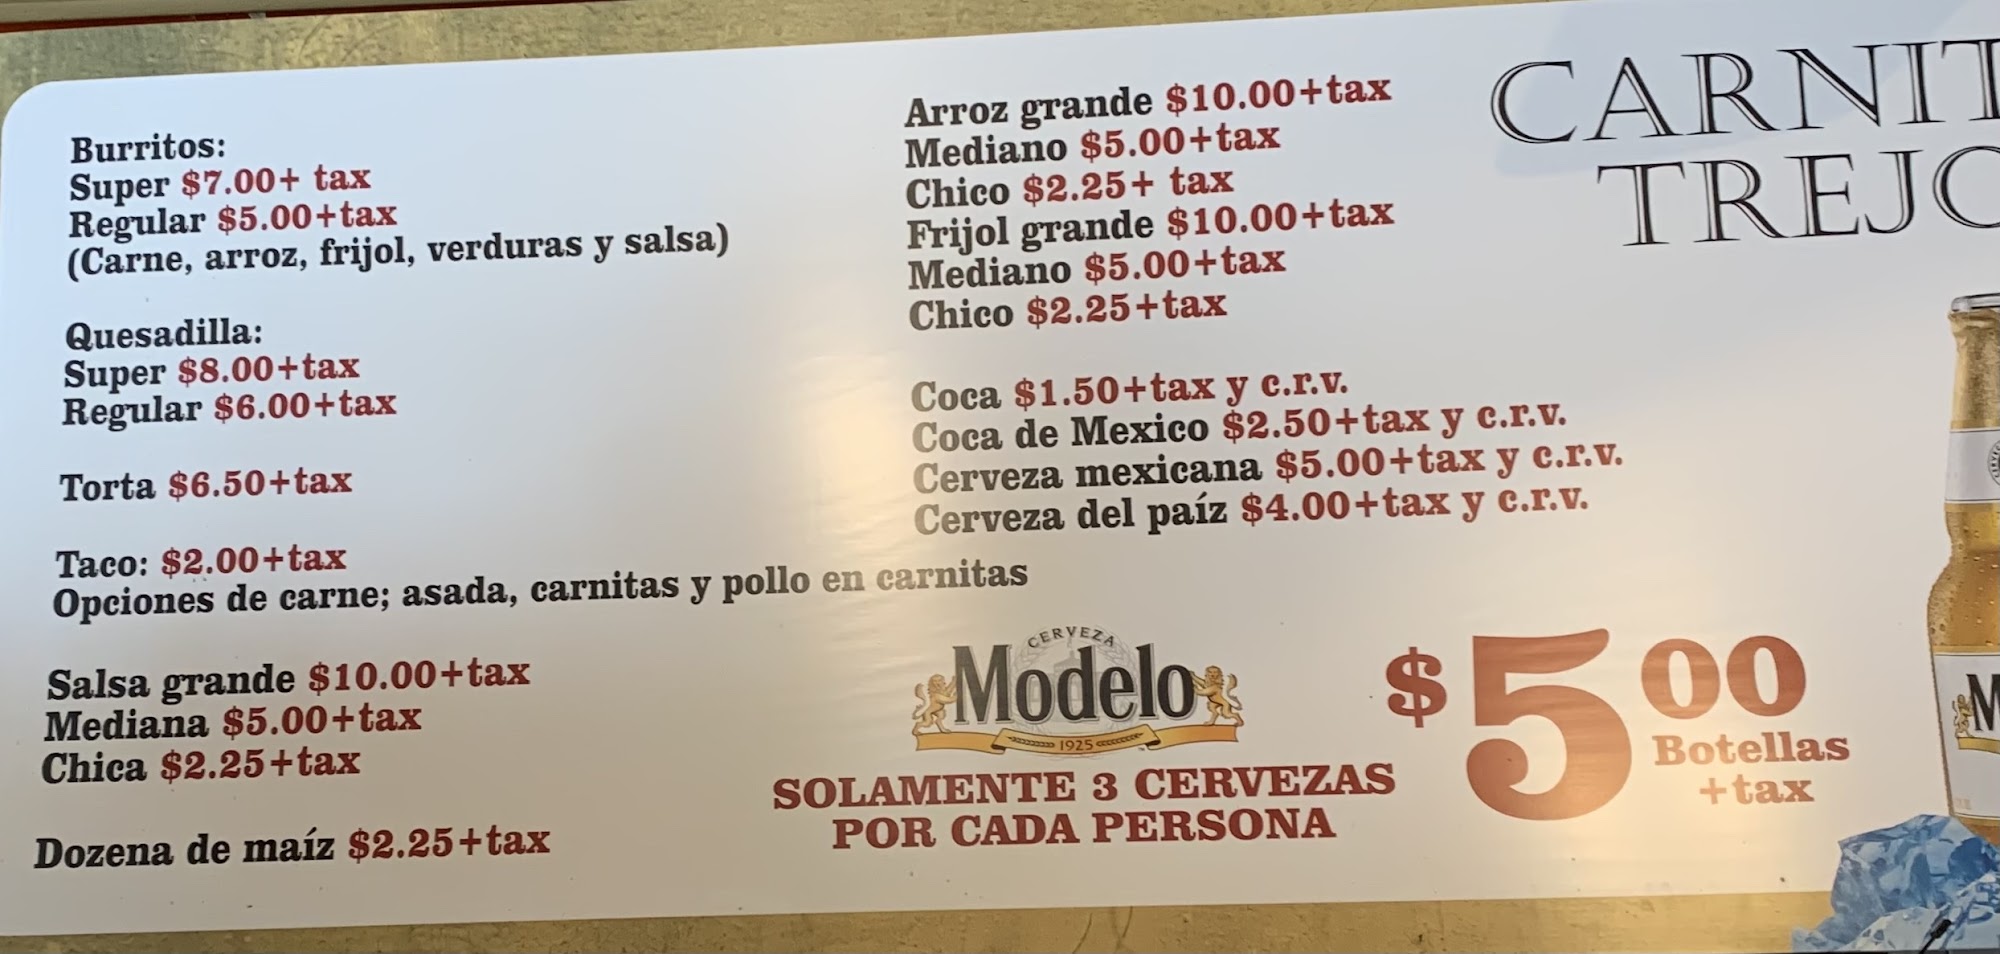 Burritos:
Super $7.00+ tax
Regular $5.00+tax
(Carne, arroz, frijol, verduras y salsa)
Quesadilla:
Super $8.00+tax
Regular $6.00+tax
Torta $6.50+tax
Taco: $2.00+tax
Opciones de carne; asada, carnitas y pollo en carnitas
Salsa grande $10.00+tax
Mediana $5.00+tax
Chica $2.25+tax
Dozena de maíz $2.25+tax
Arroz grande $10.00+tax
Mediano $5.00+tax
Chico $2.25+ tax
Frijol grande $10.00+tax
Mediano $5.00+tax
Chico $2.25+tax
Coca $1.50+tax y c.r.v.
Coca de Mexico $2.50+tax y c.r.v.
Cerveza mexicana $5.00+tax y c.r.v.
Cerveza del paíz $4.00+tax y c.r.v.
CERVEZA
Modelo
1925
SOLAMENTE 3 CERVEZAS
POR CADA PERSONA
$5 00
Botellas
+tax
CARNIT
TREJO
M